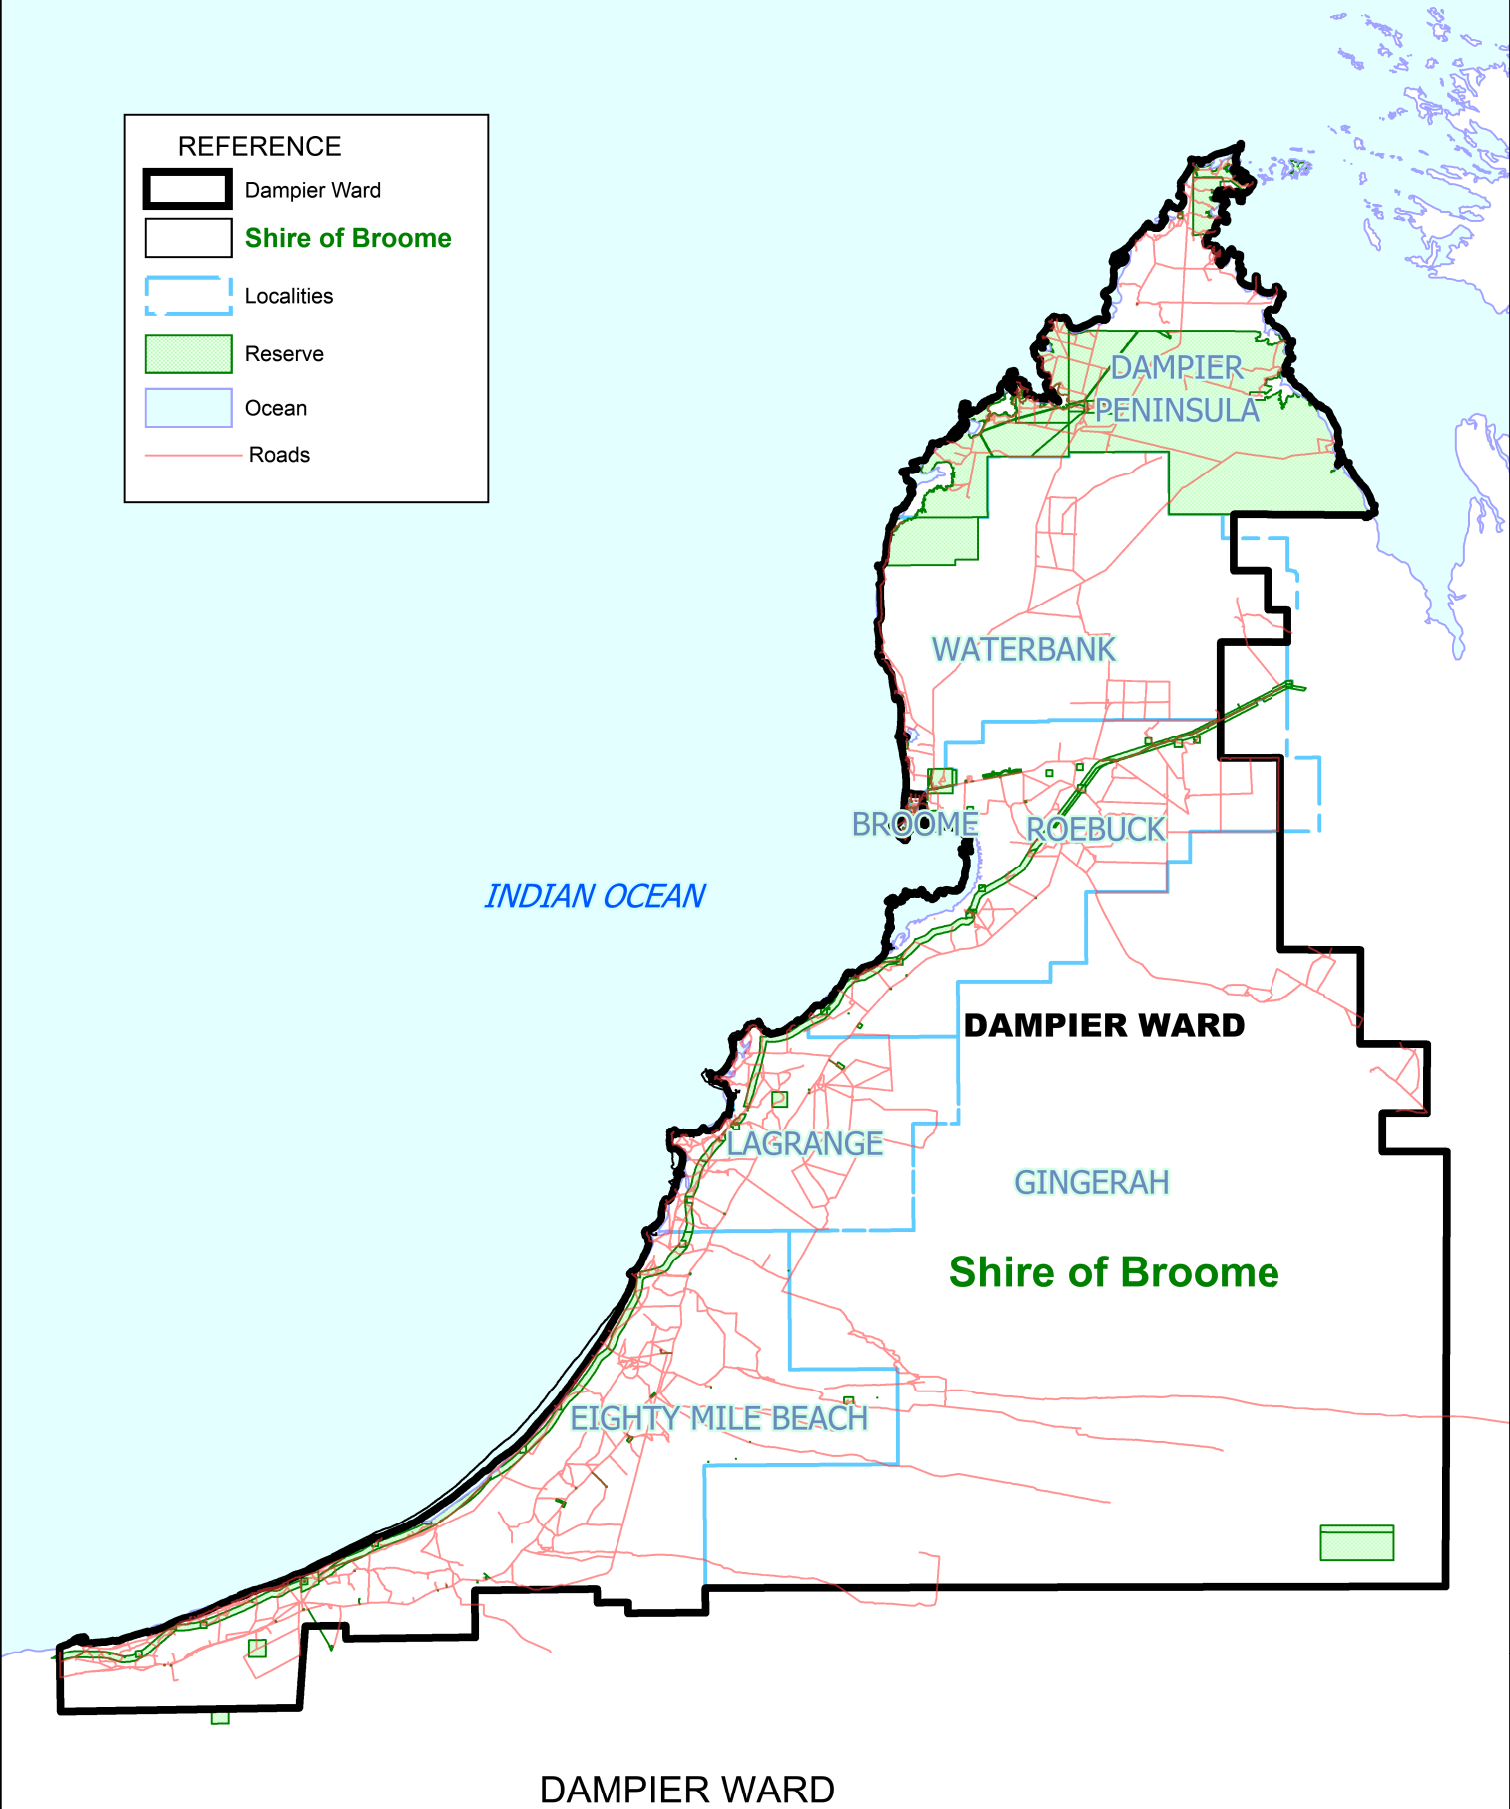 REFERENCE
Dampier Ward
Shire of Broome
Localities
Reserve
Ocean
Roads
DAMPIER
PENINSULA
WATERBANK
BROOME
ROEBUCK
INDIAN OCEAN
DAMPIER WARD
LAGRANGE
GINGERAH
Shire of Broome
EIGHTY MILE BEACH
DAMPIER WARD